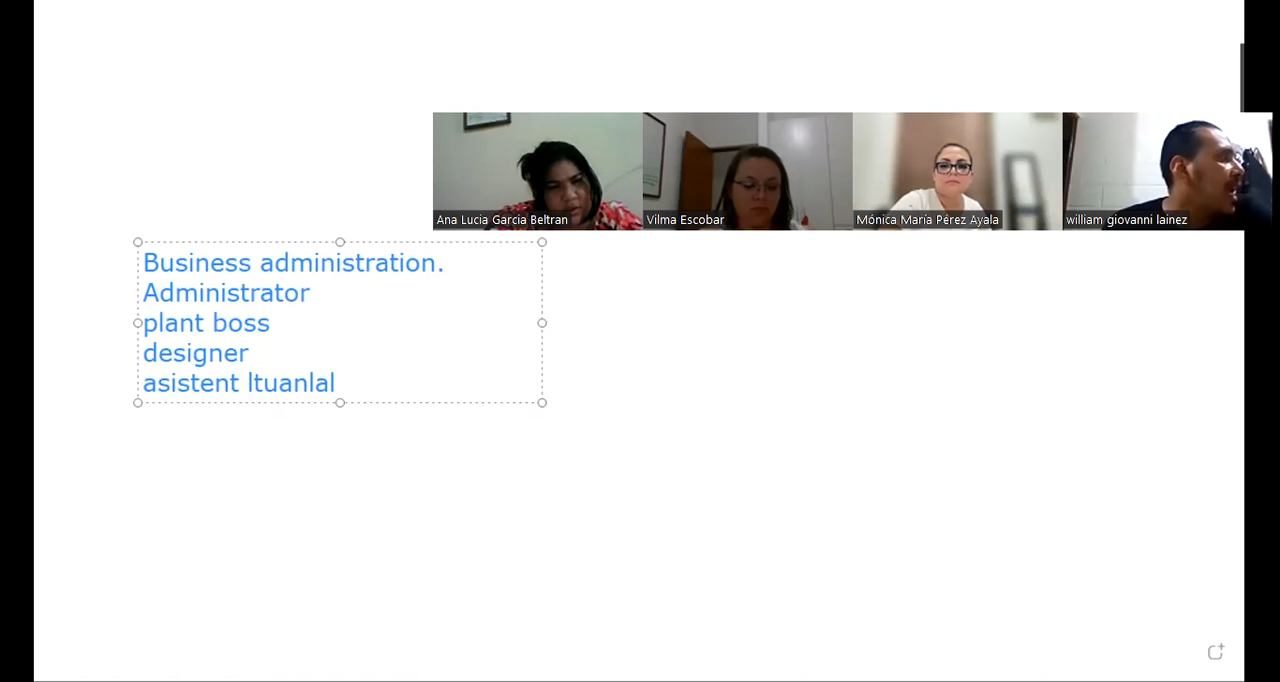 Ana Lucia Garcia Beltran
Vilma Escobar
Mónica María Pérez Ayala
william giovanni lainez
Business administration.
Administrator
plant boss
designer
asistent ltuanlal